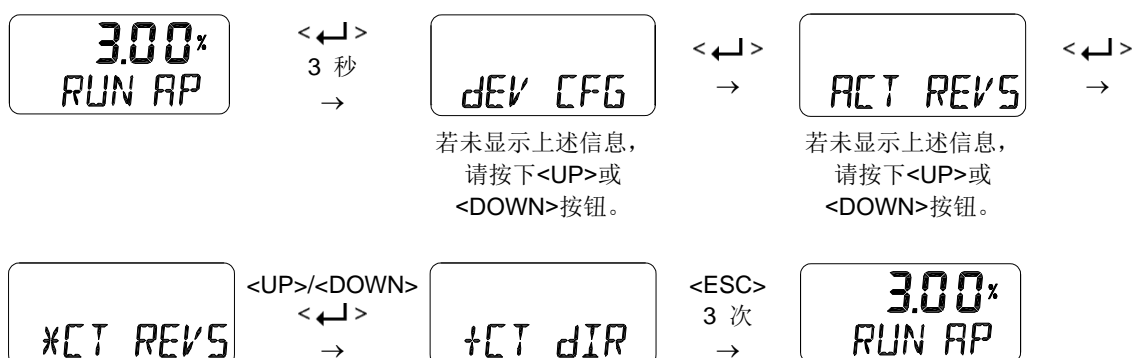 3.00%
RUN AP
<↵>
3 秒
→
dEV CFG
若未显示上述信息，
请按下<UP>或
<DOWN>按钮。
<↵>
→
ACT REVS
若未显示上述信息，
请按下<UP>或
<DOWN>按钮。
<↵>
→
*CT REVS
<UP>/<DOWN>
<↵>
→
+CT dIR
<ESC>
3 次
→
3.00%
RUN AP